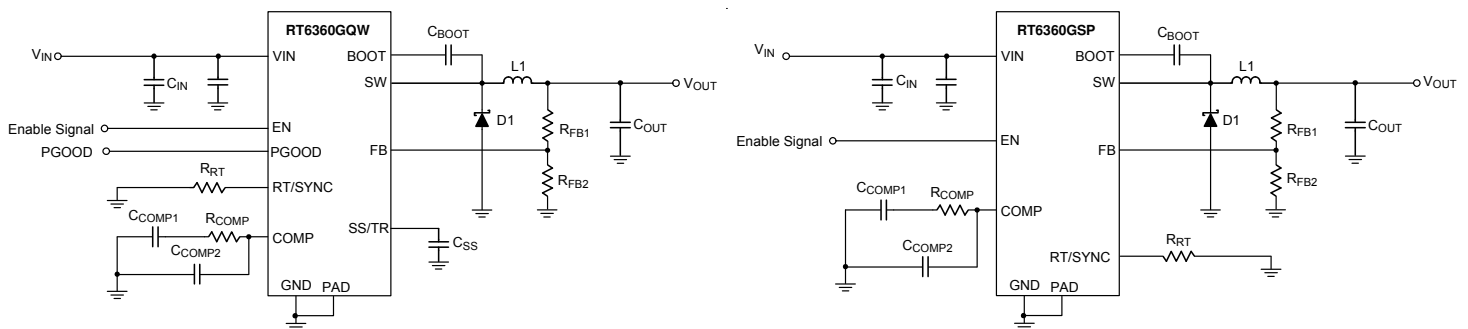 RT6360GQW
VIN
VIN
CIN
BOOT
CBOOT
SW
L1
VOUT
D1
RFB1
COUT
Enable Signal
EN
PGOOD
PGOOD
FB
RFB2
RRT
RT/SYNC
CCOMP1
RCOMP
COMP
CCOMP2
SS/TR
CSS
GND
PAD
RT6360GSP
VIN
VIN
CIN
BOOT
CBOOT
SW
L1
VOUT
D1
RFB1
COUT
Enable Signal
EN
FB
RFB2
CCOMP1
RCOMP
COMP
CCOMP2
RT/SYNC
RRT
GND
PAD